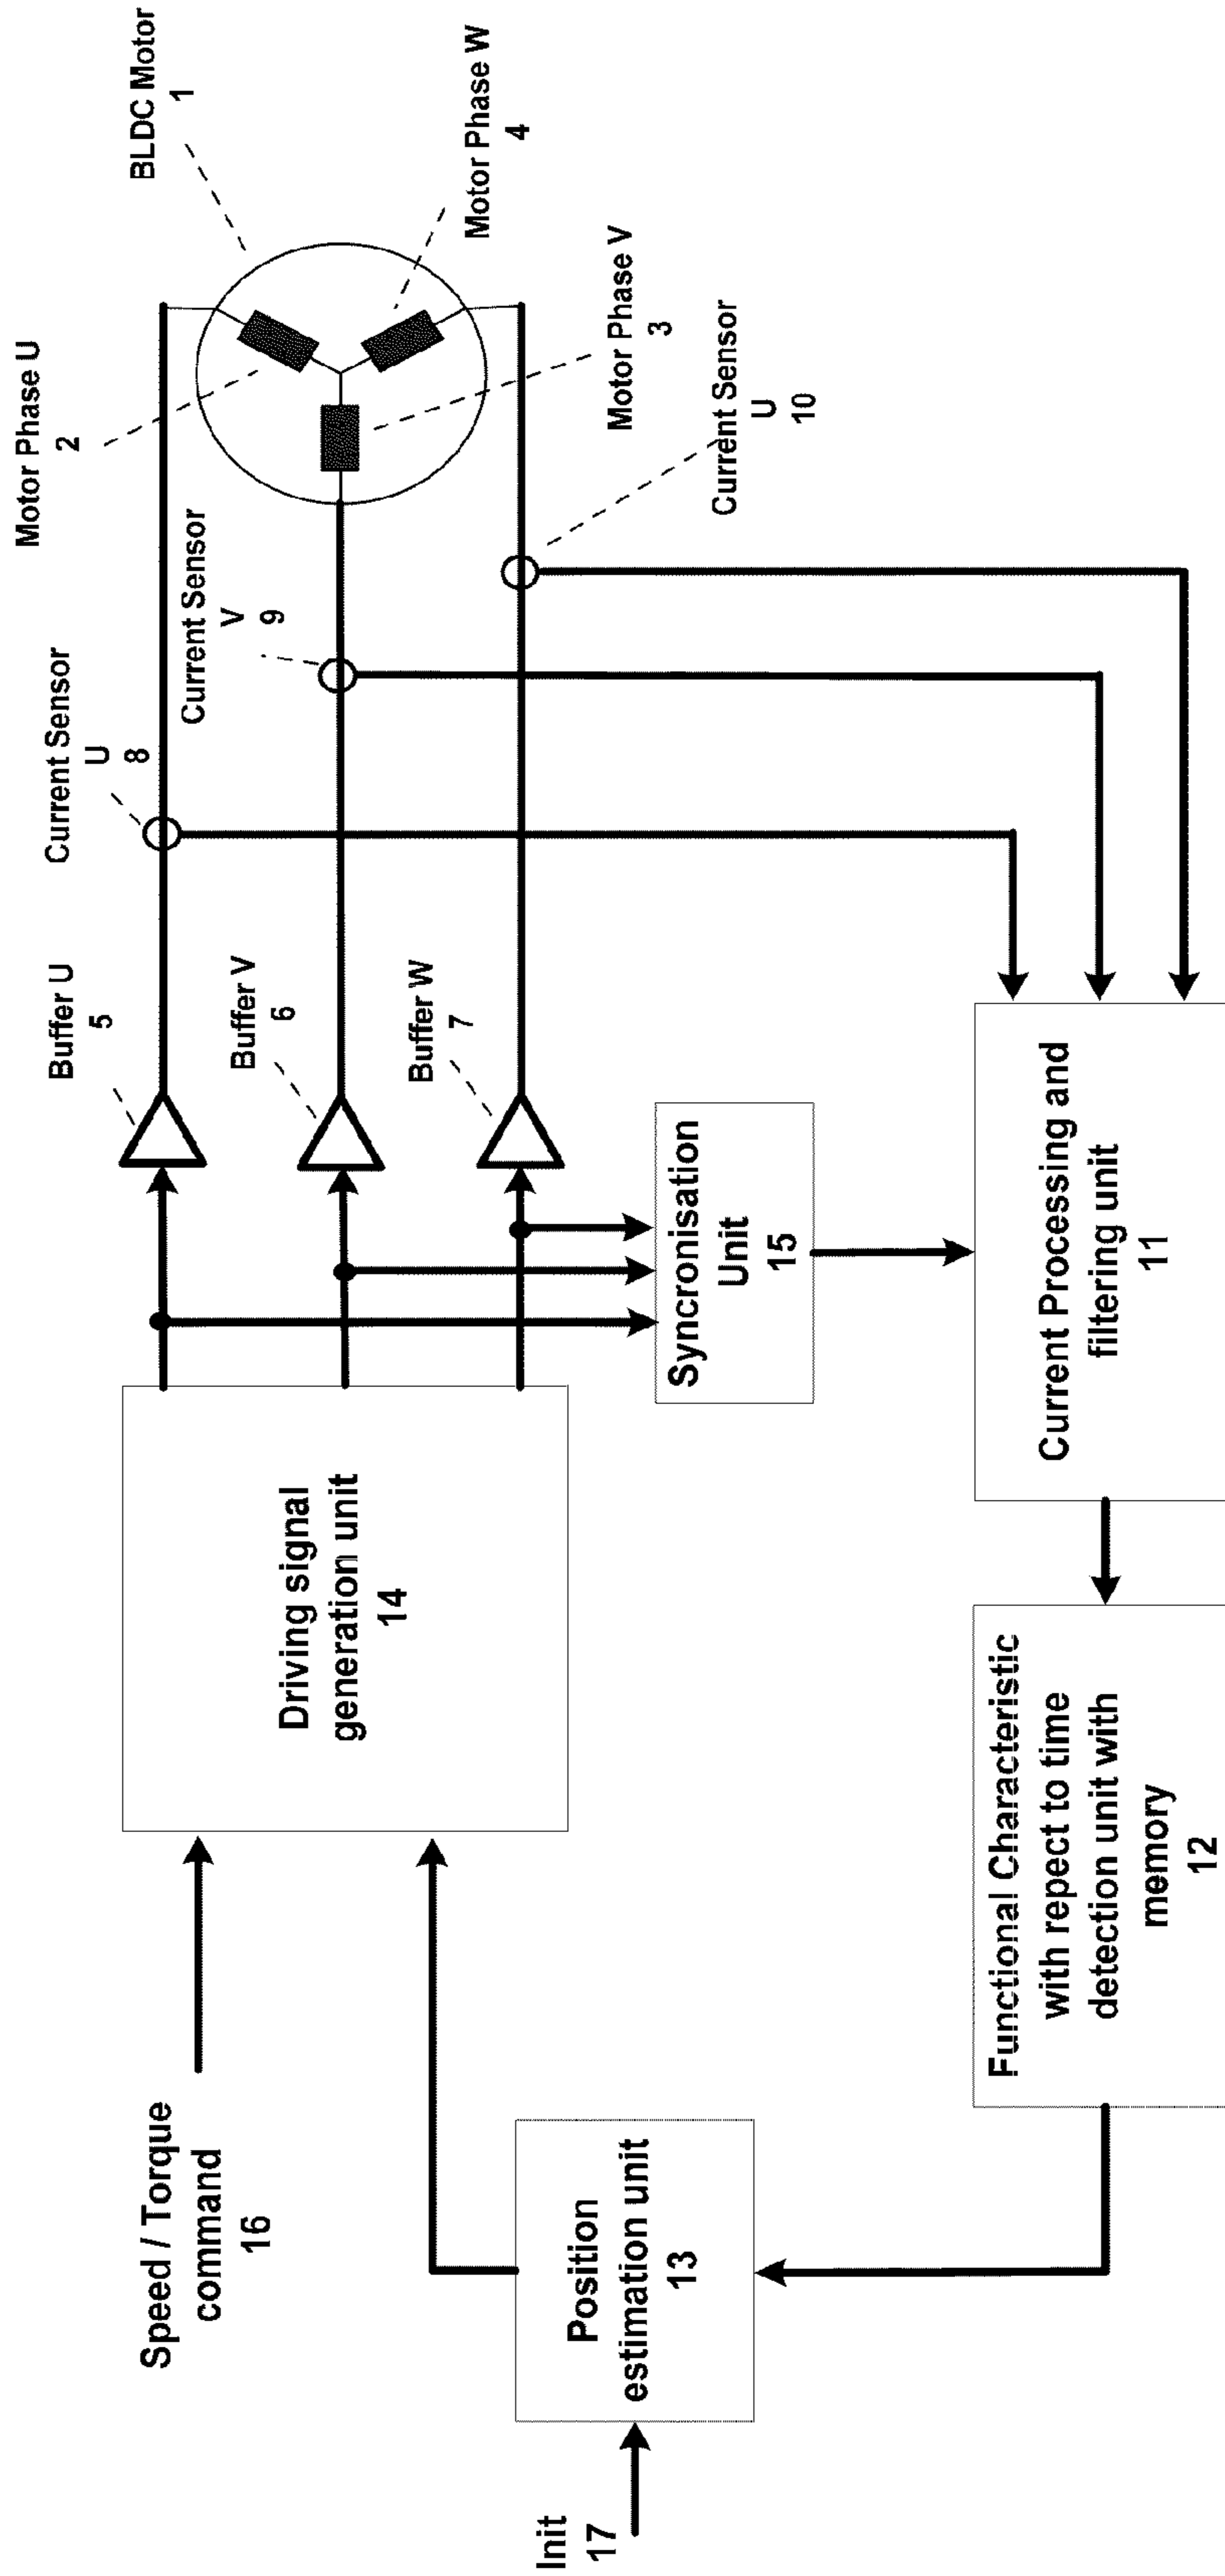 Motor Phase U
2
BLDC Motor
1
Current Sensor
U
8
Current Sensor
V
9
Motor Phase W
4
Buffer U
5
Buffer V
6
Buffer W
7
Motor Phase V
3
Current Sensor
U
10
Speed / Torque
command
16
Driving signal
generation unit
14
Syncronisation
Unit
15
Init
17
Position
estimation unit
13
Functional Characteristic
with repect to time
detection unit with
memory
12
Current Processing and
filtering unit
11